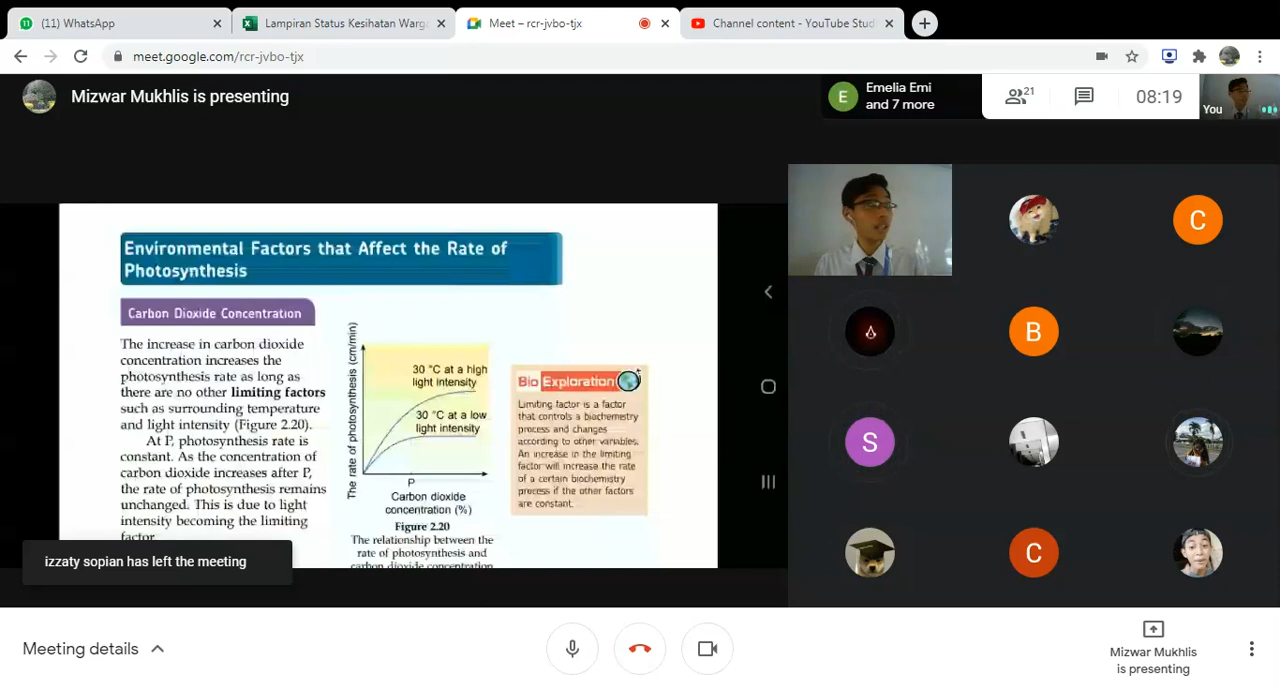 (11) WhatsApp
Lampiran Status Kesihatan Warg
Meet – rcr-jvbo-tjx
Channel content - YouTube Stud
meet.google.com/rcr-jvbo-tjx
Mizwar Mukhlis is presenting
E
Emelia Emi
and 7 more
21
08:19
You
Environmental Factors that Affect the Rate of
Photosynthesis
Carbon Dioxide Concentration
The increase in carbon dioxide
concentration increases the
photosynthesis rate as long as
there are no other limiting factors
such as surrounding temperature
and light intensity (Figure 2.20).
At P, photosynthesis rate is
constant. As the concentration of
carbon dioxide increases after P,
the rate of photosynthesis remains
unchanged. This is due to light
intensity becoming the limiting
factor.
The rate of photosynthesis (cm/min)
30 °C at a high
light intensity
30 °C at a low
light intensity
P
Carbon dioxide
concentration (%)
Figure 2.20
The relationship between the
rate of photosynthesis and
carbon dioxide concentration
Bio Exploration
Limiting factor is a factor
that controls a biochemistry
process and changes
according to other variables.
An increase in the limiting
factor will increase the rate
of a certain biochemistry
process if the other factors
are constant.
C
B
S
C
izzaty sopian has left the meeting
Meeting details
Mizwar Mukhlis
is presenting